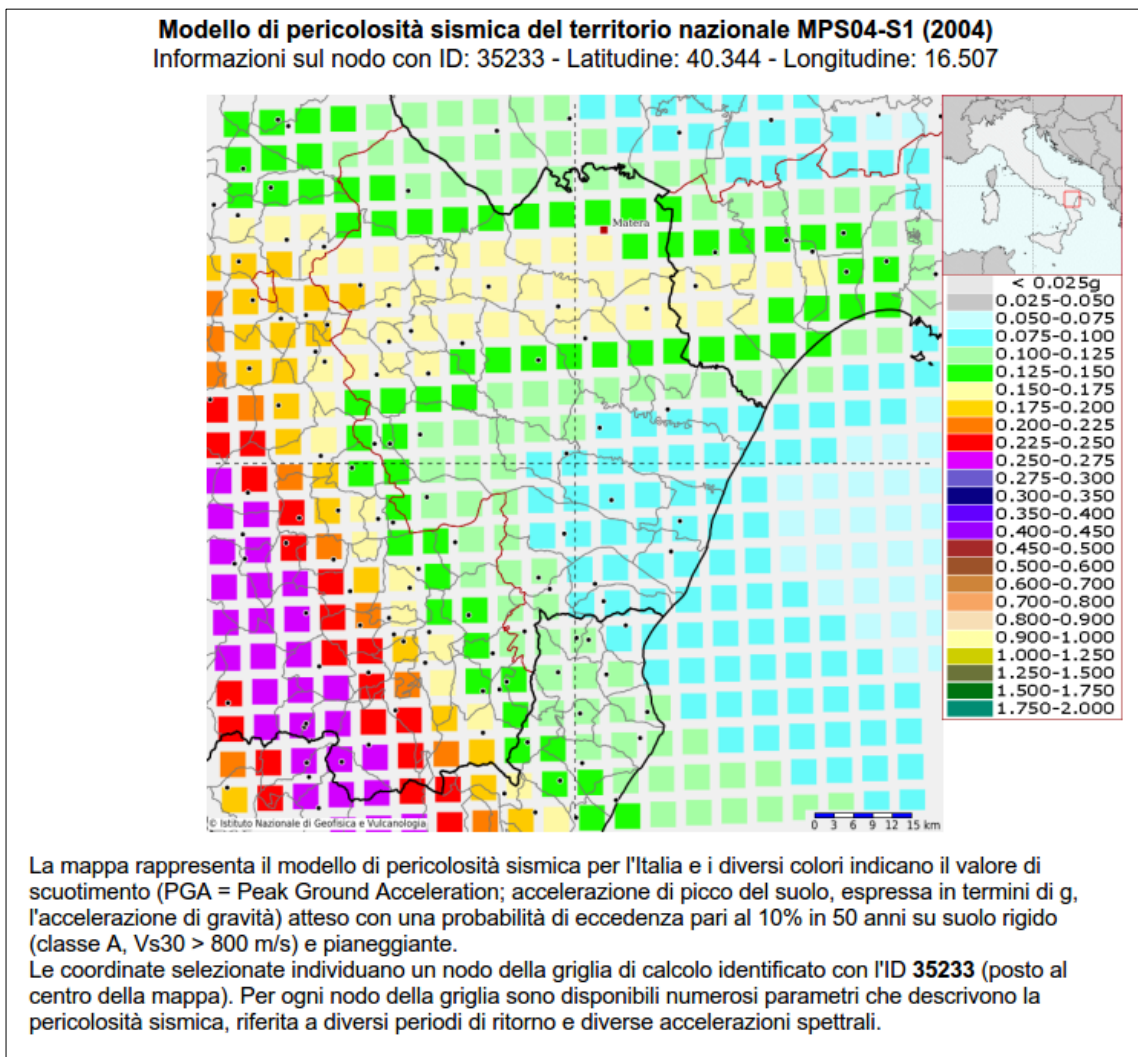 Modello di pericolosità sismica del territorio nazionale MPS04-S1 (2004)
Informazioni sul nodo con ID: 35233 - Latitudine: 40.344 - Longitudine: 16.507
Matera
< 0.025g
0.025-0.050
0.050-0.075
0.075-0.100
0.100-0.125
0.125-0.150
0.150-0.175
0.175-0.200
0.200-0.225
0.225-0.250
0.250-0.275
0.275-0.300
0.300-0.350
0.350-0.400
0.400-0.450
0.450-0.500
0.500-0.600
0.600-0.700
0.700-0.800
0.800-0.900
0.900-1.000
1.000-1.250
1.250-1.500
1.500-1.750
1.750-2.000
© Istituto Nazionale di Geofisica e Vulcanologia
0 3 6 9 12 15 km
La mappa rappresenta il modello di pericolosità sismica per l'Italia e i diversi colori indicano il valore di
scuotimento (PGA = Peak Ground Acceleration; accelerazione di picco del suolo, espressa in termini di g,
l'accelerazione di gravità) atteso con una probabilità di eccedenza pari al 10% in 50 anni su suolo rigido
(classe A, Vs30 > 800 m/s) e pianeggiante.
Le coordinate selezionate individuano un nodo della griglia di calcolo identificato con l'ID 35233 (posto al
centro della mappa). Per ogni nodo della griglia sono disponibili numerosi parametri che descrivono la
pericolosità sismica, riferita a diversi periodi di ritorno e diverse accelerazioni spettrali.